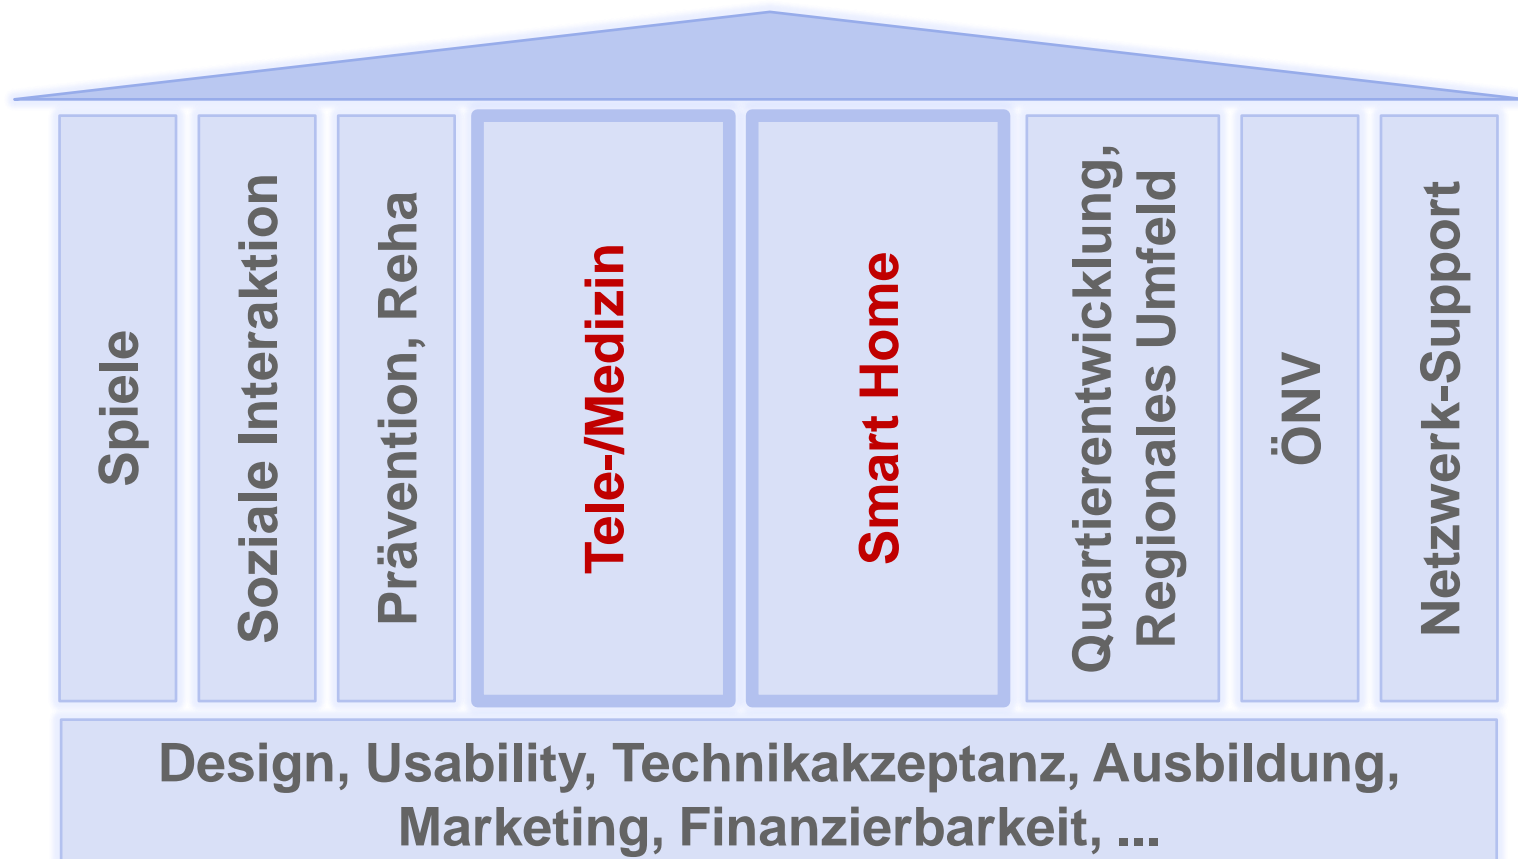 Spiele
Soziale Interaktion
Prävention, Reha
Tele-/Medizin
Smart Home
Quartierentwicklung,
Regionales Umfeld
ÖNV
Netzwerk-Support
Design, Usability, Technikakzeptanz, Ausbildung,
Marketing, Finanzierbarkeit, ...